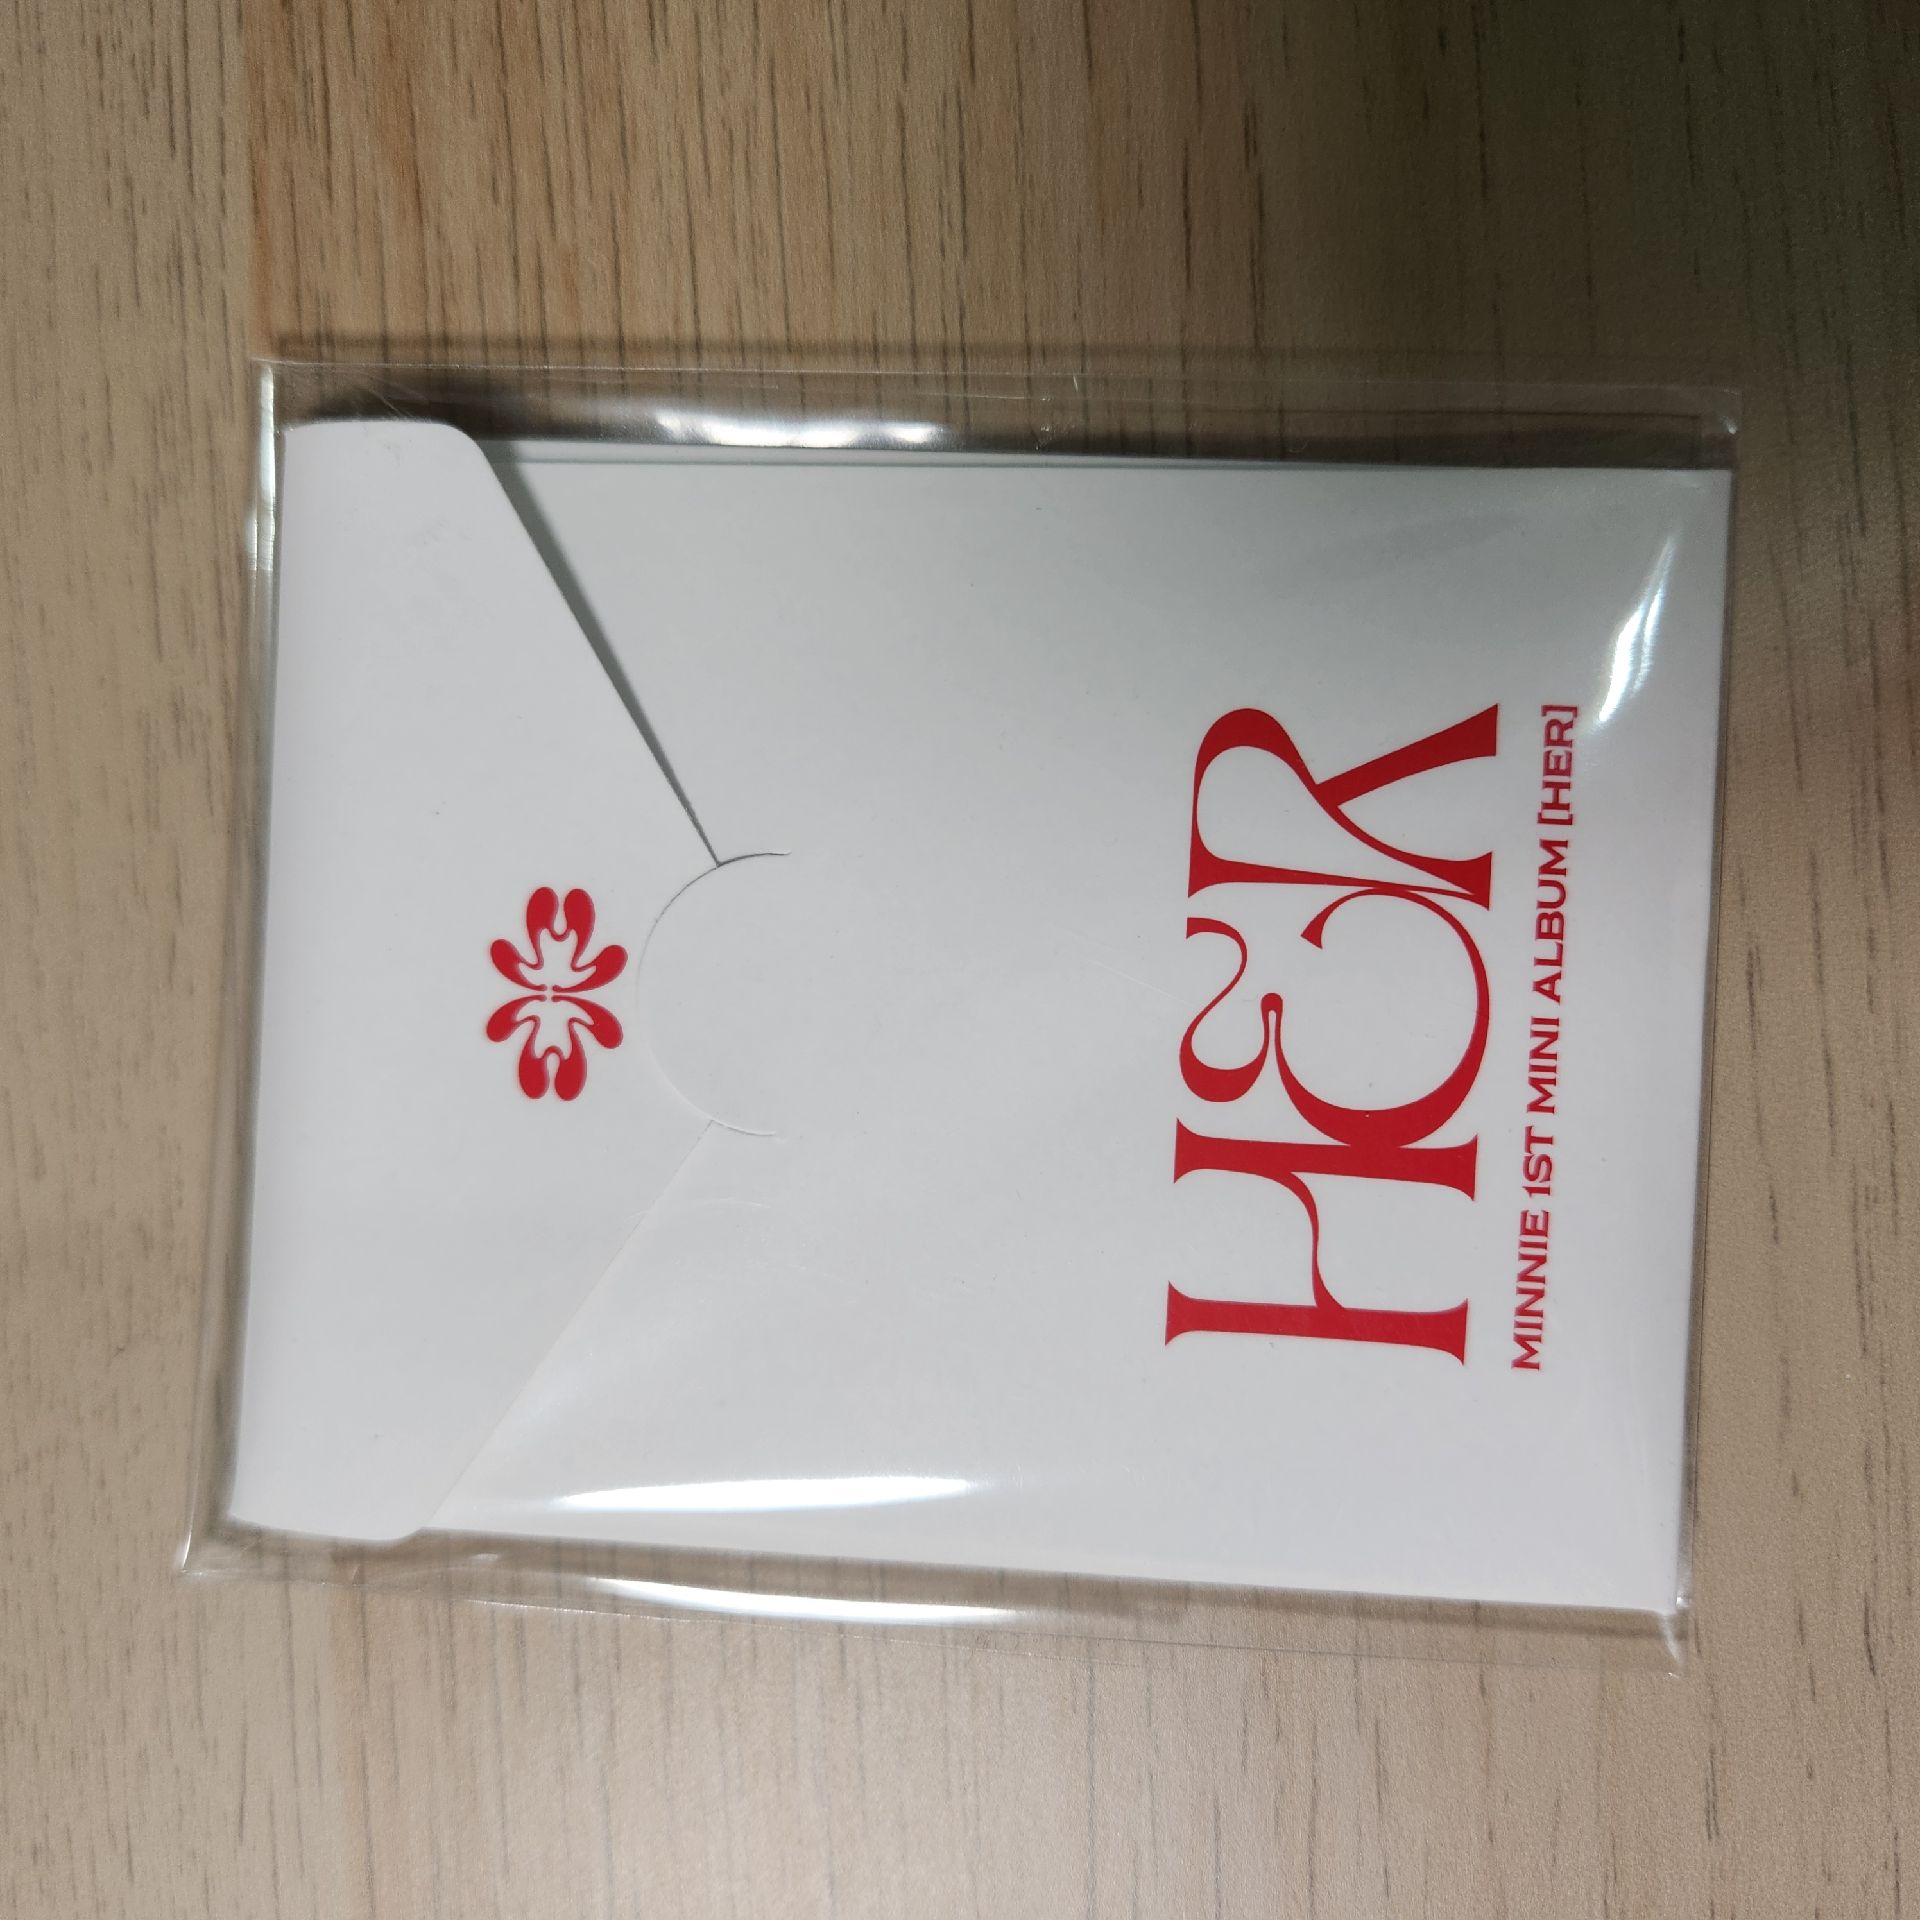 HER
MINNIE 1ST MINI ALBUM [HER]